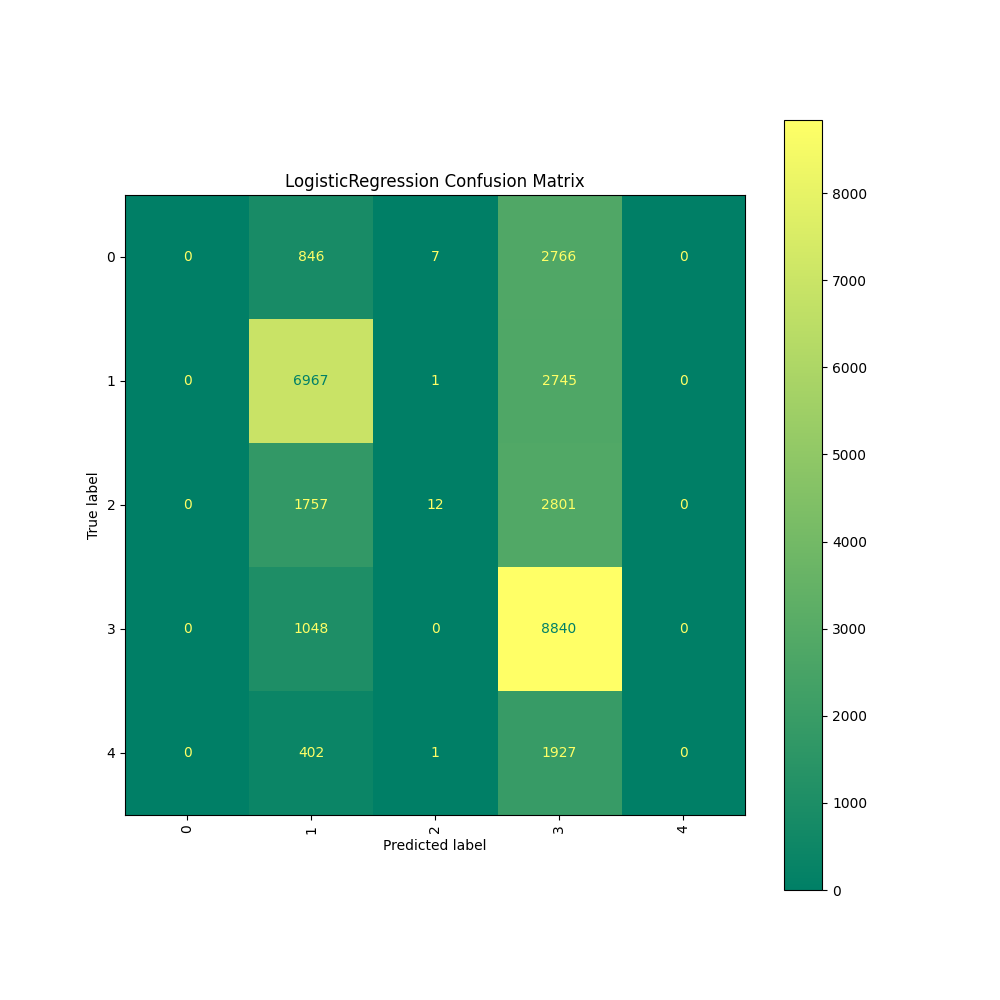 LogisticRegression Confusion Matrix
True label
0 0 846 7 2766 0
1 0 6967 1 2745 0
2 0 1757 12 2801 0
3 0 1048 0 8840 0
4 0 402 1 1927 0
0 1 2 3 4
Predicted label
8000
7000
6000
5000
4000
3000
2000
1000
0